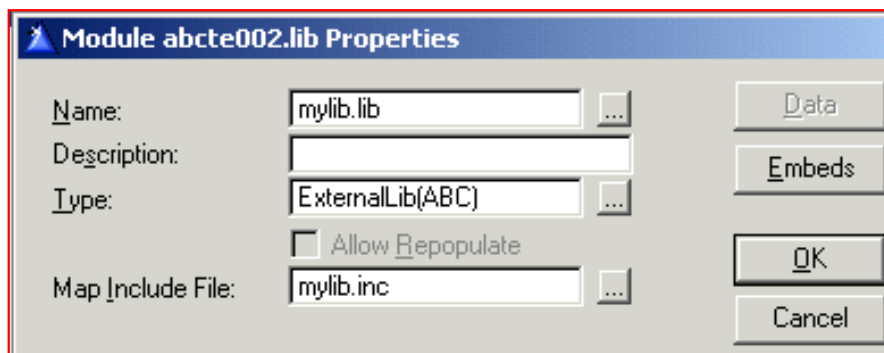 Module abcte002.lib Properties
Name: mylib.lib ... Data
Description:
Embeds
Type: ExternalLib(ABC) ...
Allow Repopulate
OK
Map Include File: mylib.inc ...
Cancel